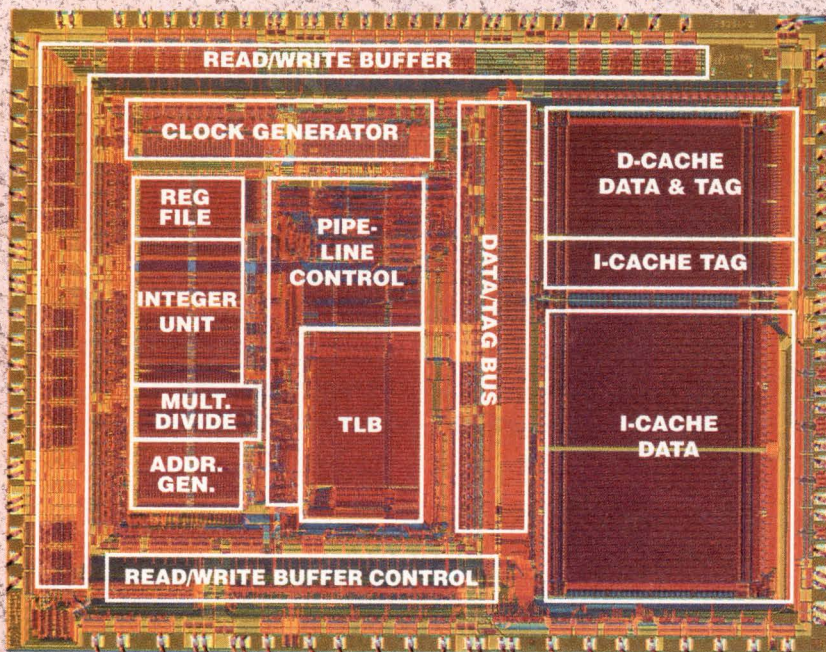 READ/WRITE BUFFER
CLOCK GENERATOR
REG
FILE
INTEGER
UNIT
MULT.
DIVIDE
ADDR.
GEN.
PIPE-
LINE
CONTROL
TLB
DATA/TAG BUS
D-CACHE
DATA & TAG
I-CACHE TAG
I-CACHE
DATA
READ/WRITE BUFFER CONTROL